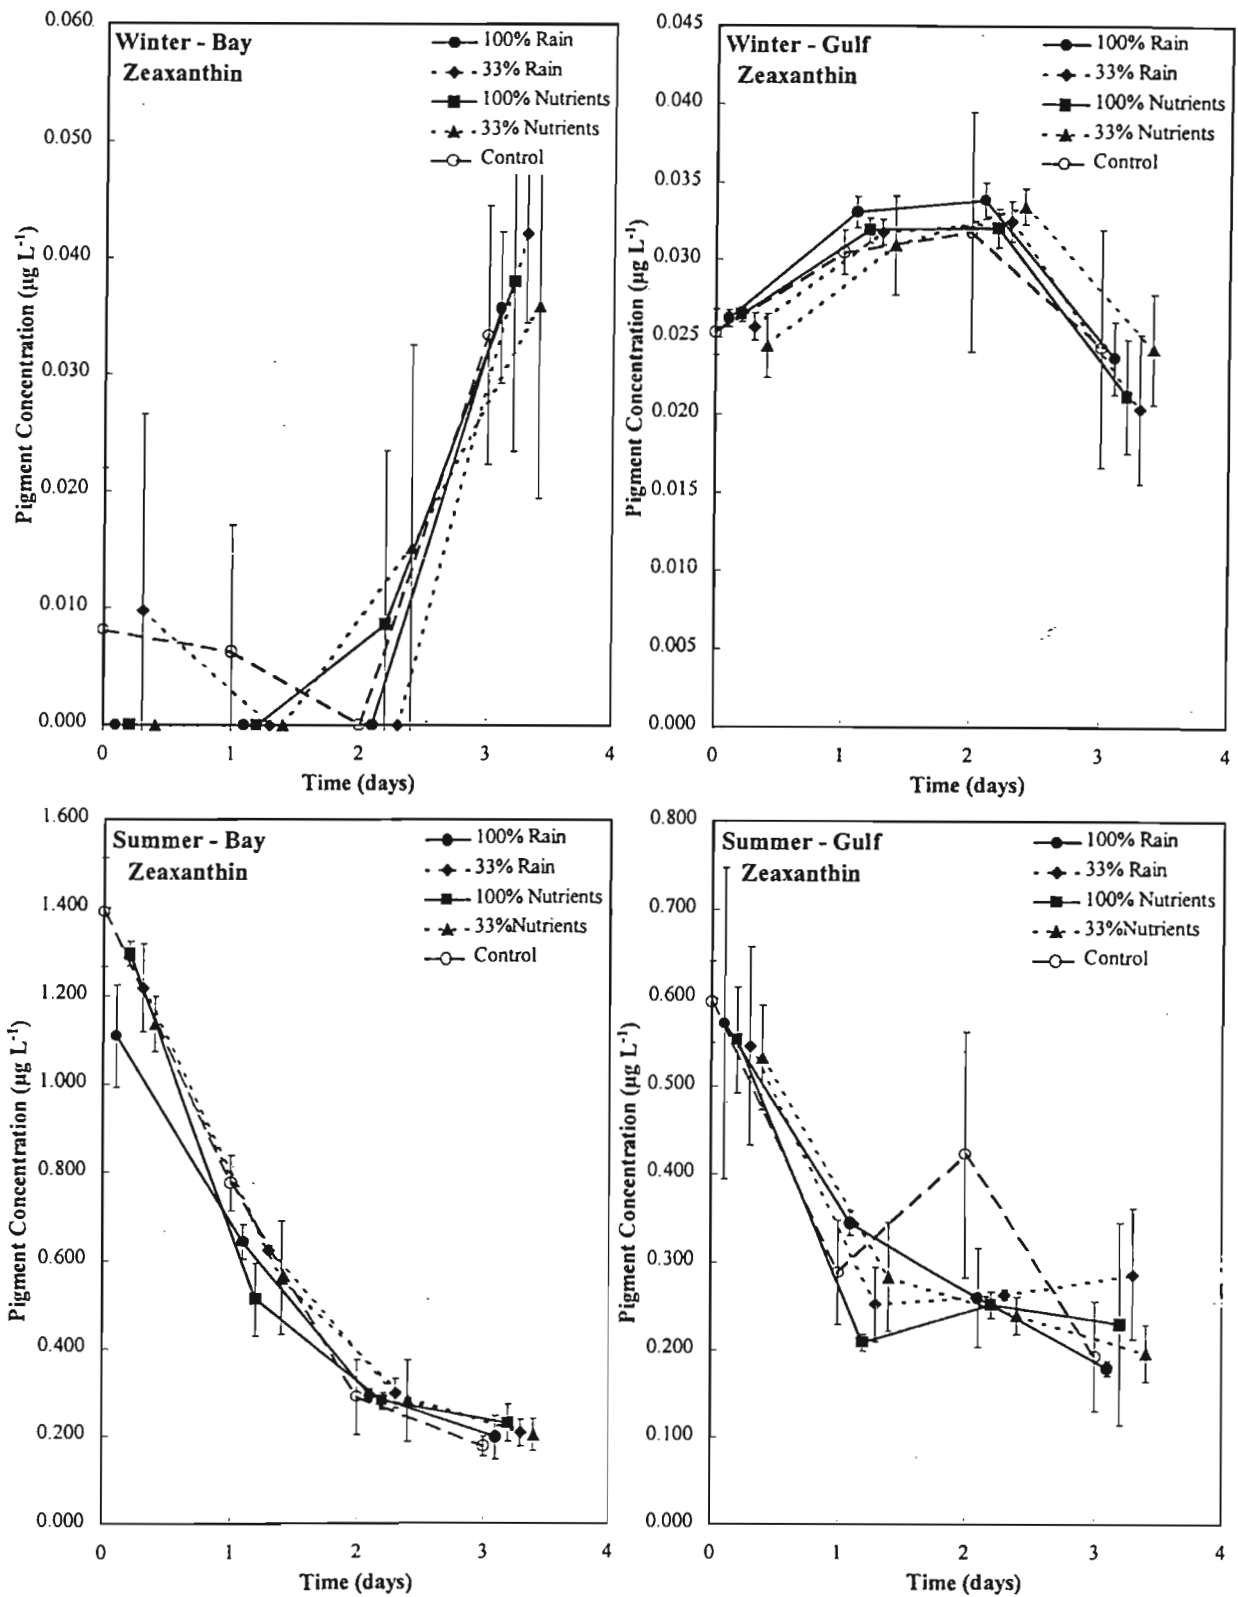 Winter - Bay
Zeaxanthin
100% Rain
33% Rain
100% Nutrients
33% Nutrients
Control
0.060
0.050
0.040
0.030
0.020
0.010
0.000
Pigment Concentration (µg L-1)
0 1 2 3 4
Time (days)
Winter - Gulf
Zeaxanthin
100% Rain
33% Rain
100% Nutrients
33% Nutrients
Control
0.045
0.040
0.035
0.030
0.025
0.020
0.015
0.010
0.005
0.000
Pigment Concentration (µg L-1)
0 1 2 3 4
Time (days)
Summer - Bay
Zeaxanthin
100% Rain
33% Rain
100% Nutrients
33%Nutrients
Control
1.600
1.400
1.200
1.000
0.800
0.600
0.400
0.200
0.000
Pigment Concentration (µg L-1)
0 1 2 3 4
Time (days)
Summer - Gulf
Zeaxanthin
100% Rain
33% Rain
100% Nutrients
33%Nutrients
Control
0.800
0.700
0.600
0.500
0.400
0.300
0.200
0.100
0.000
Pigment Concentration (µg L-1)
0 1 2 3 4
Time (days)